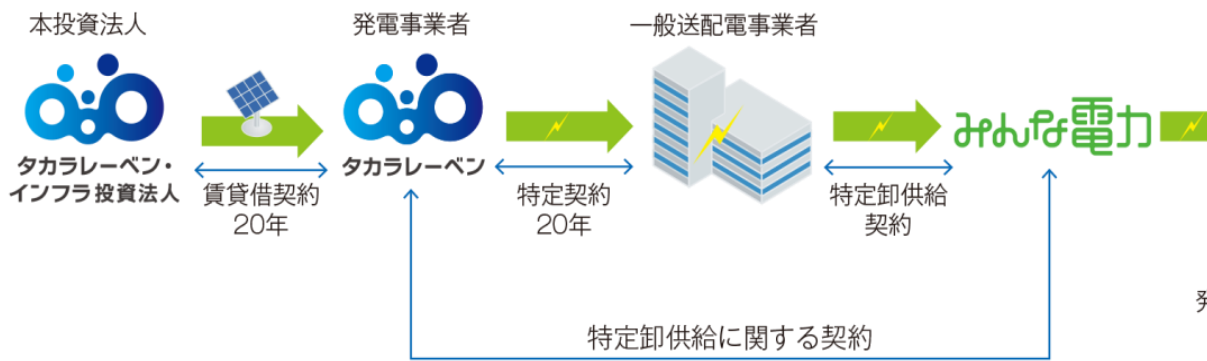 本投資法人
発電事業者
一般送配電事業者
タカラレーベン・
インフラ投資法人
タカラレーベン
みんな電力
賃貸借契約
20年
特定契約
20年
特定卸供給
契約
発
特定卸供給に関する契約